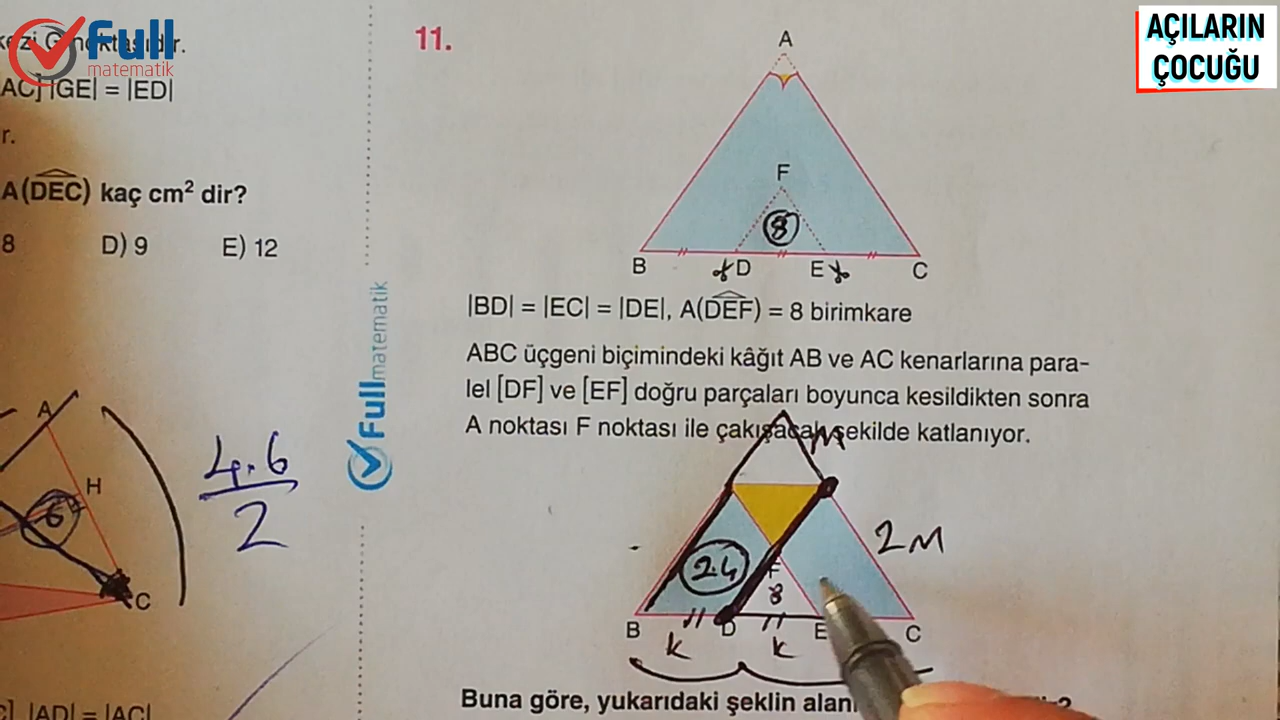 Full
matematik
AÇILARIN
ÇOCUĞU
AC] |GE| = |ED|
r.
A(DEC) kaç cm² dir?
8 D) 9 E) 12
A
H
6
C
4.6
2
|AD| = |AC|
Full matematik
11.
A
F
8
B D E C
|BD| = |EC| = |DE|, A(DEF) = 8 birimkare
ABC üçgeni biçimindeki kâğıt AB ve AC kenarlarına para-
lel [DF] ve [EF] doğru parçaları boyunca kesildikten sonra
A noktası F noktası ile çakışacak şekilde katlanıyor.
M
2M
24
F
8
B D E C
k k
Buna göre, yukarıdaki şeklin alanı